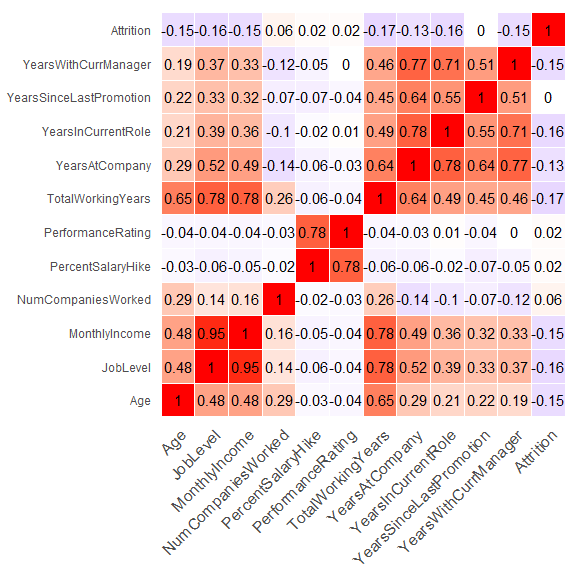 Attrition -0.15 -0.16 -0.15 0.06 0.02 0.02 -0.17 -0.13 -0.16 0 -0.15 1
YearsWithCurrManager 0.19 0.37 0.33 -0.12 -0.05 0 0.46 0.77 0.71 0.51 1 -0.15
YearsSinceLastPromotion 0.22 0.33 0.32 -0.07 -0.07 -0.04 0.45 0.64 0.55 1 0.51 0
YearsInCurrentRole 0.21 0.39 0.36 -0.1 -0.02 0.01 0.49 0.78 1 0.55 0.71 -0.16
YearsAtCompany 0.29 0.52 0.49 -0.14 -0.06 -0.03 0.64 1 0.78 0.64 0.77 -0.13
TotalWorkingYears 0.65 0.78 0.78 0.26 -0.06 -0.04 1 0.64 0.49 0.45 0.46 -0.17
PerformanceRating -0.04 -0.04 -0.04 -0.03 0.78 1 -0.04 -0.03 0.01 -0.04 0 0.02
PercentSalaryHike -0.03 -0.06 -0.05 -0.02 1 0.78 -0.06 -0.06 -0.02 -0.07 -0.05 0.02
NumCompaniesWorked 0.29 0.14 0.16 1 -0.02 -0.03 0.26 -0.14 -0.1 -0.07 -0.12 0.06
MonthlyIncome 0.48 0.95 1 0.16 -0.05 -0.04 0.78 0.49 0.36 0.32 0.33 -0.15
JobLevel 0.48 1 0.95 0.14 -0.06 -0.04 0.78 0.52 0.39 0.33 0.37 -0.16
Age 1 0.48 0.48 0.29 -0.03 -0.04 0.65 0.29 0.21 0.22 0.19 -0.15
Age
JobLevel
MonthlyIncome
NumCompaniesWorked
PercentSalaryHike
PerformanceRating
TotalWorkingYears
YearsAtCompany
YearsInCurrentRole
YearsSinceLastPromotion
YearsWithCurrManager
Attrition